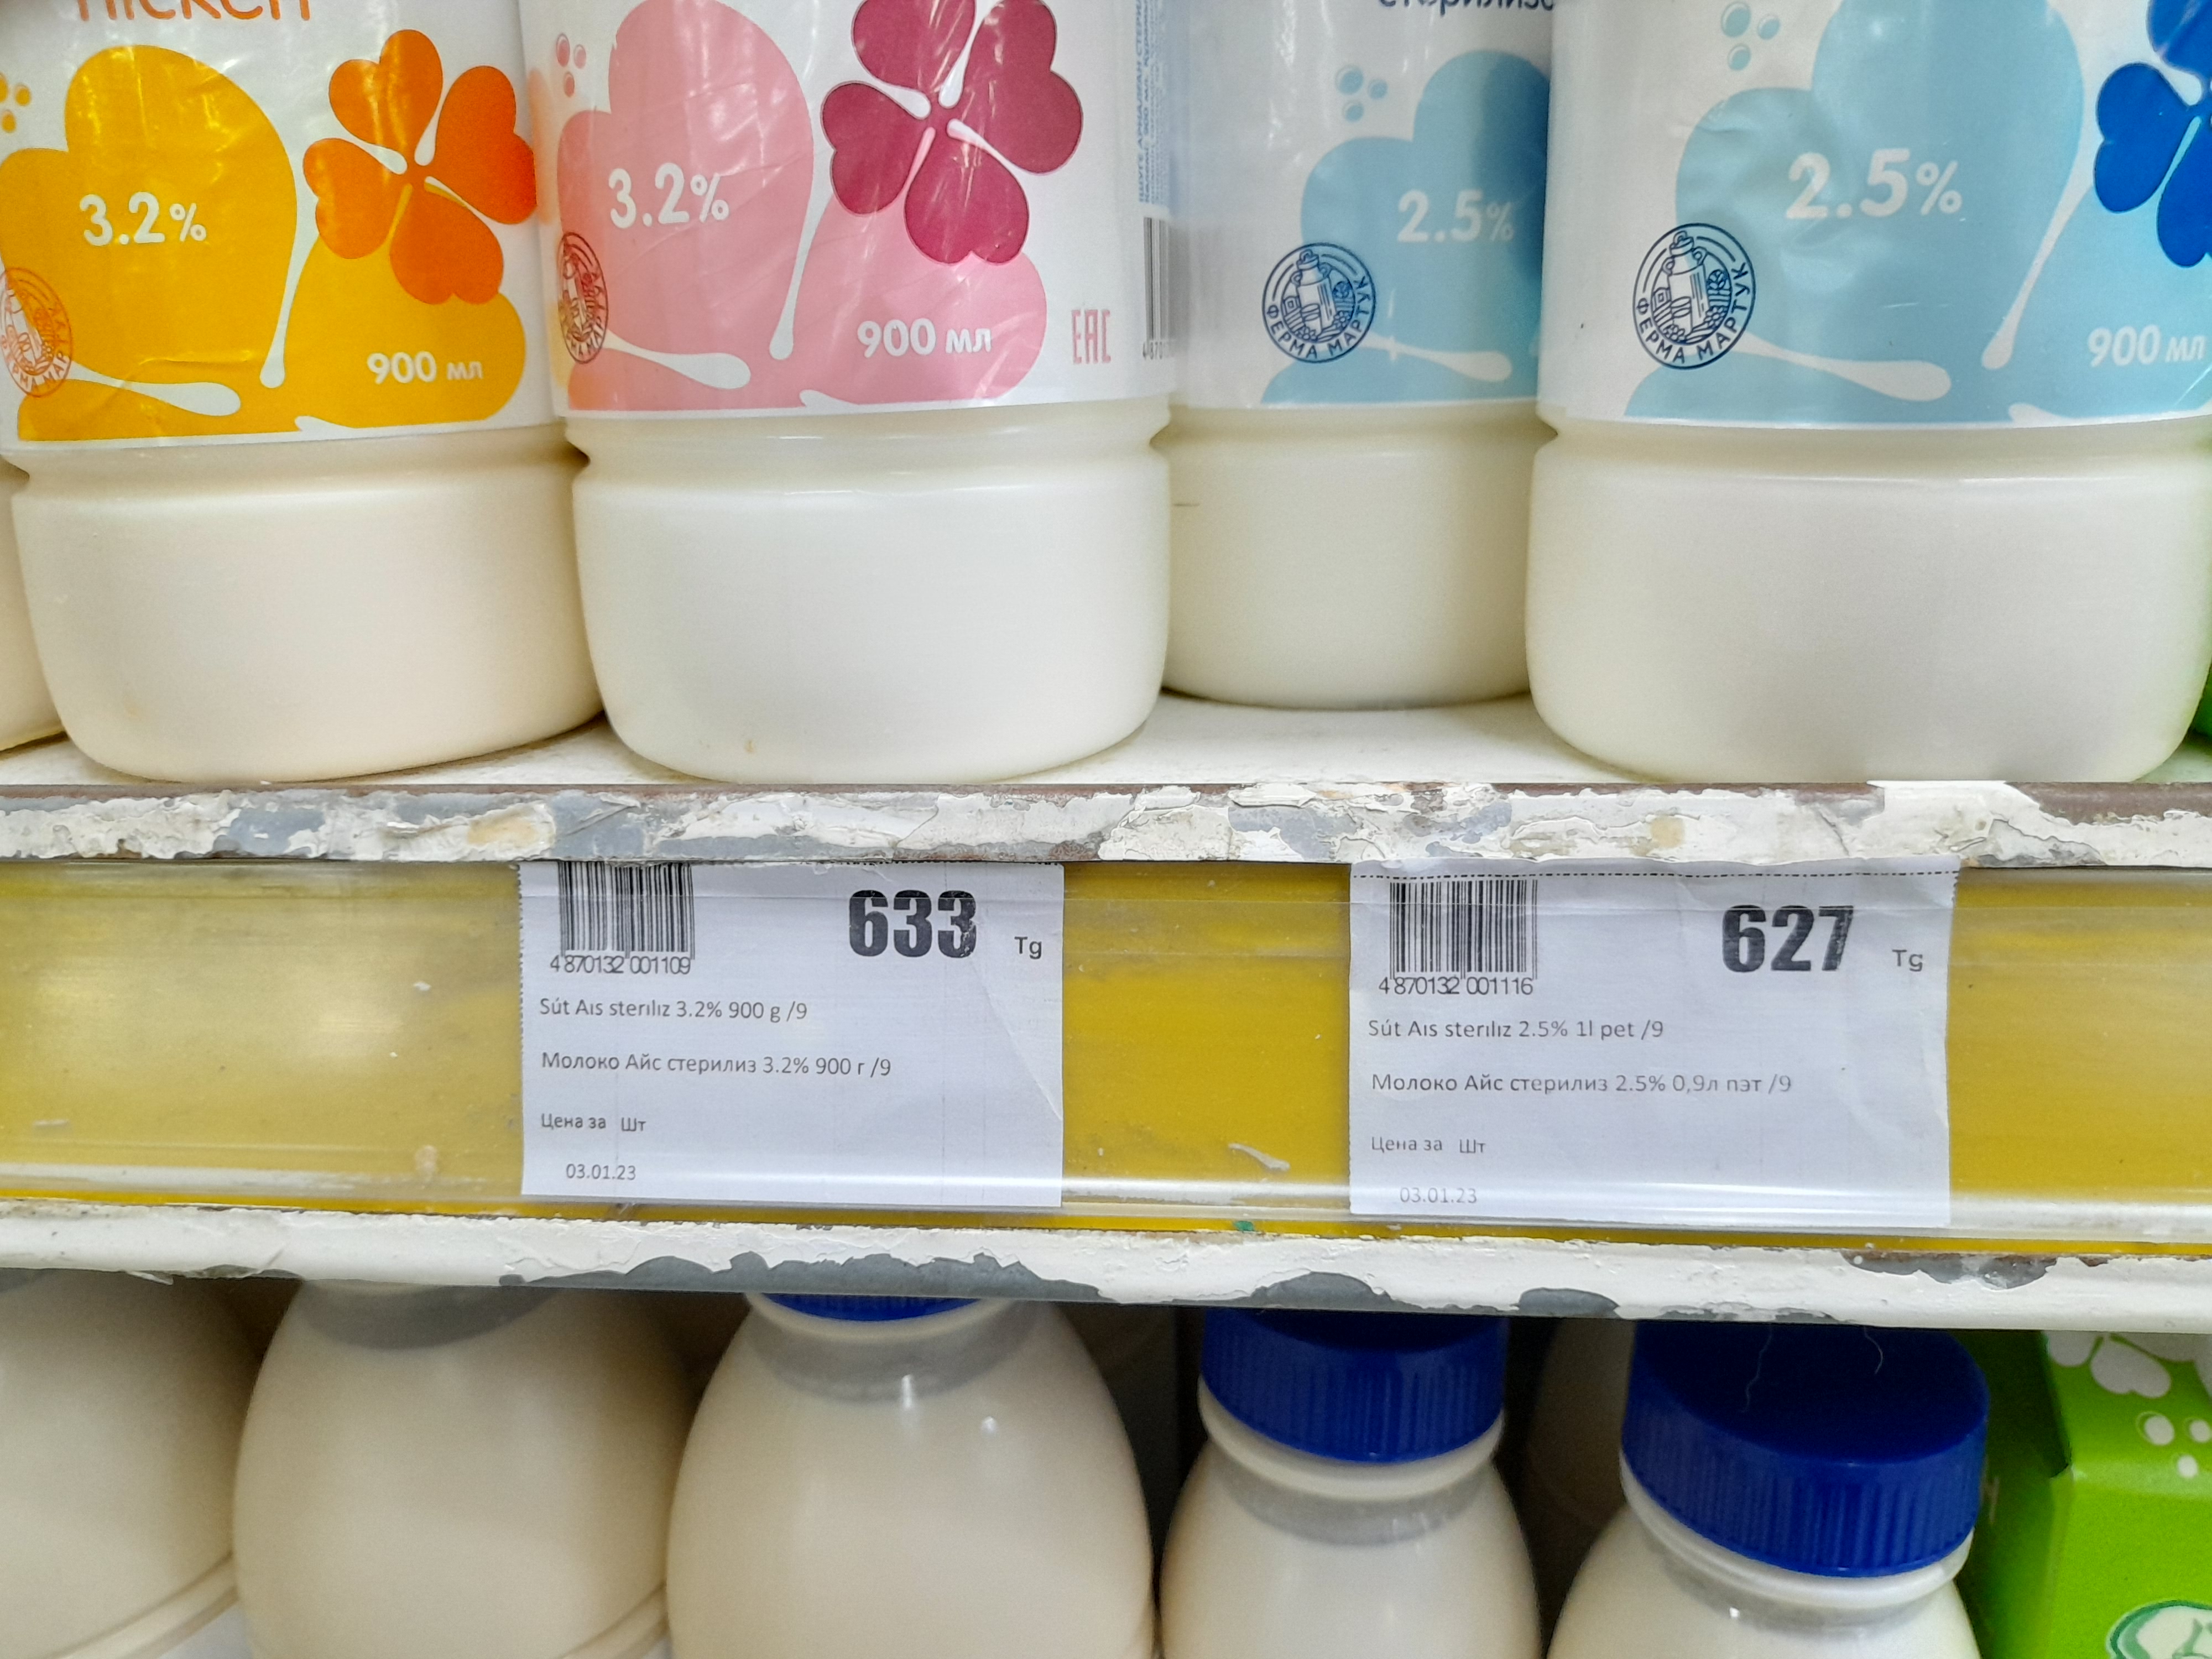 3.2%
900 мл
3.2%
900 мл
EAC
2.5%
ФЕРМА МАРТУК
2.5%
ФЕРМА МАРТУК
900 мл
633 Tg
4 870132 001109
Sút Aıs sterılız 3.2% 900 g /9
Молоко Айс стерилиз 3.2% 900 г /9
Цена за Шт
03.01.23
627 Tg
4 870132 001116
Sút Aıs sterılız 2.5% 1l pet /9
Молоко Айс стерилиз 2.5% 0,9л пэт /9
Цена за Шт
03.01.23